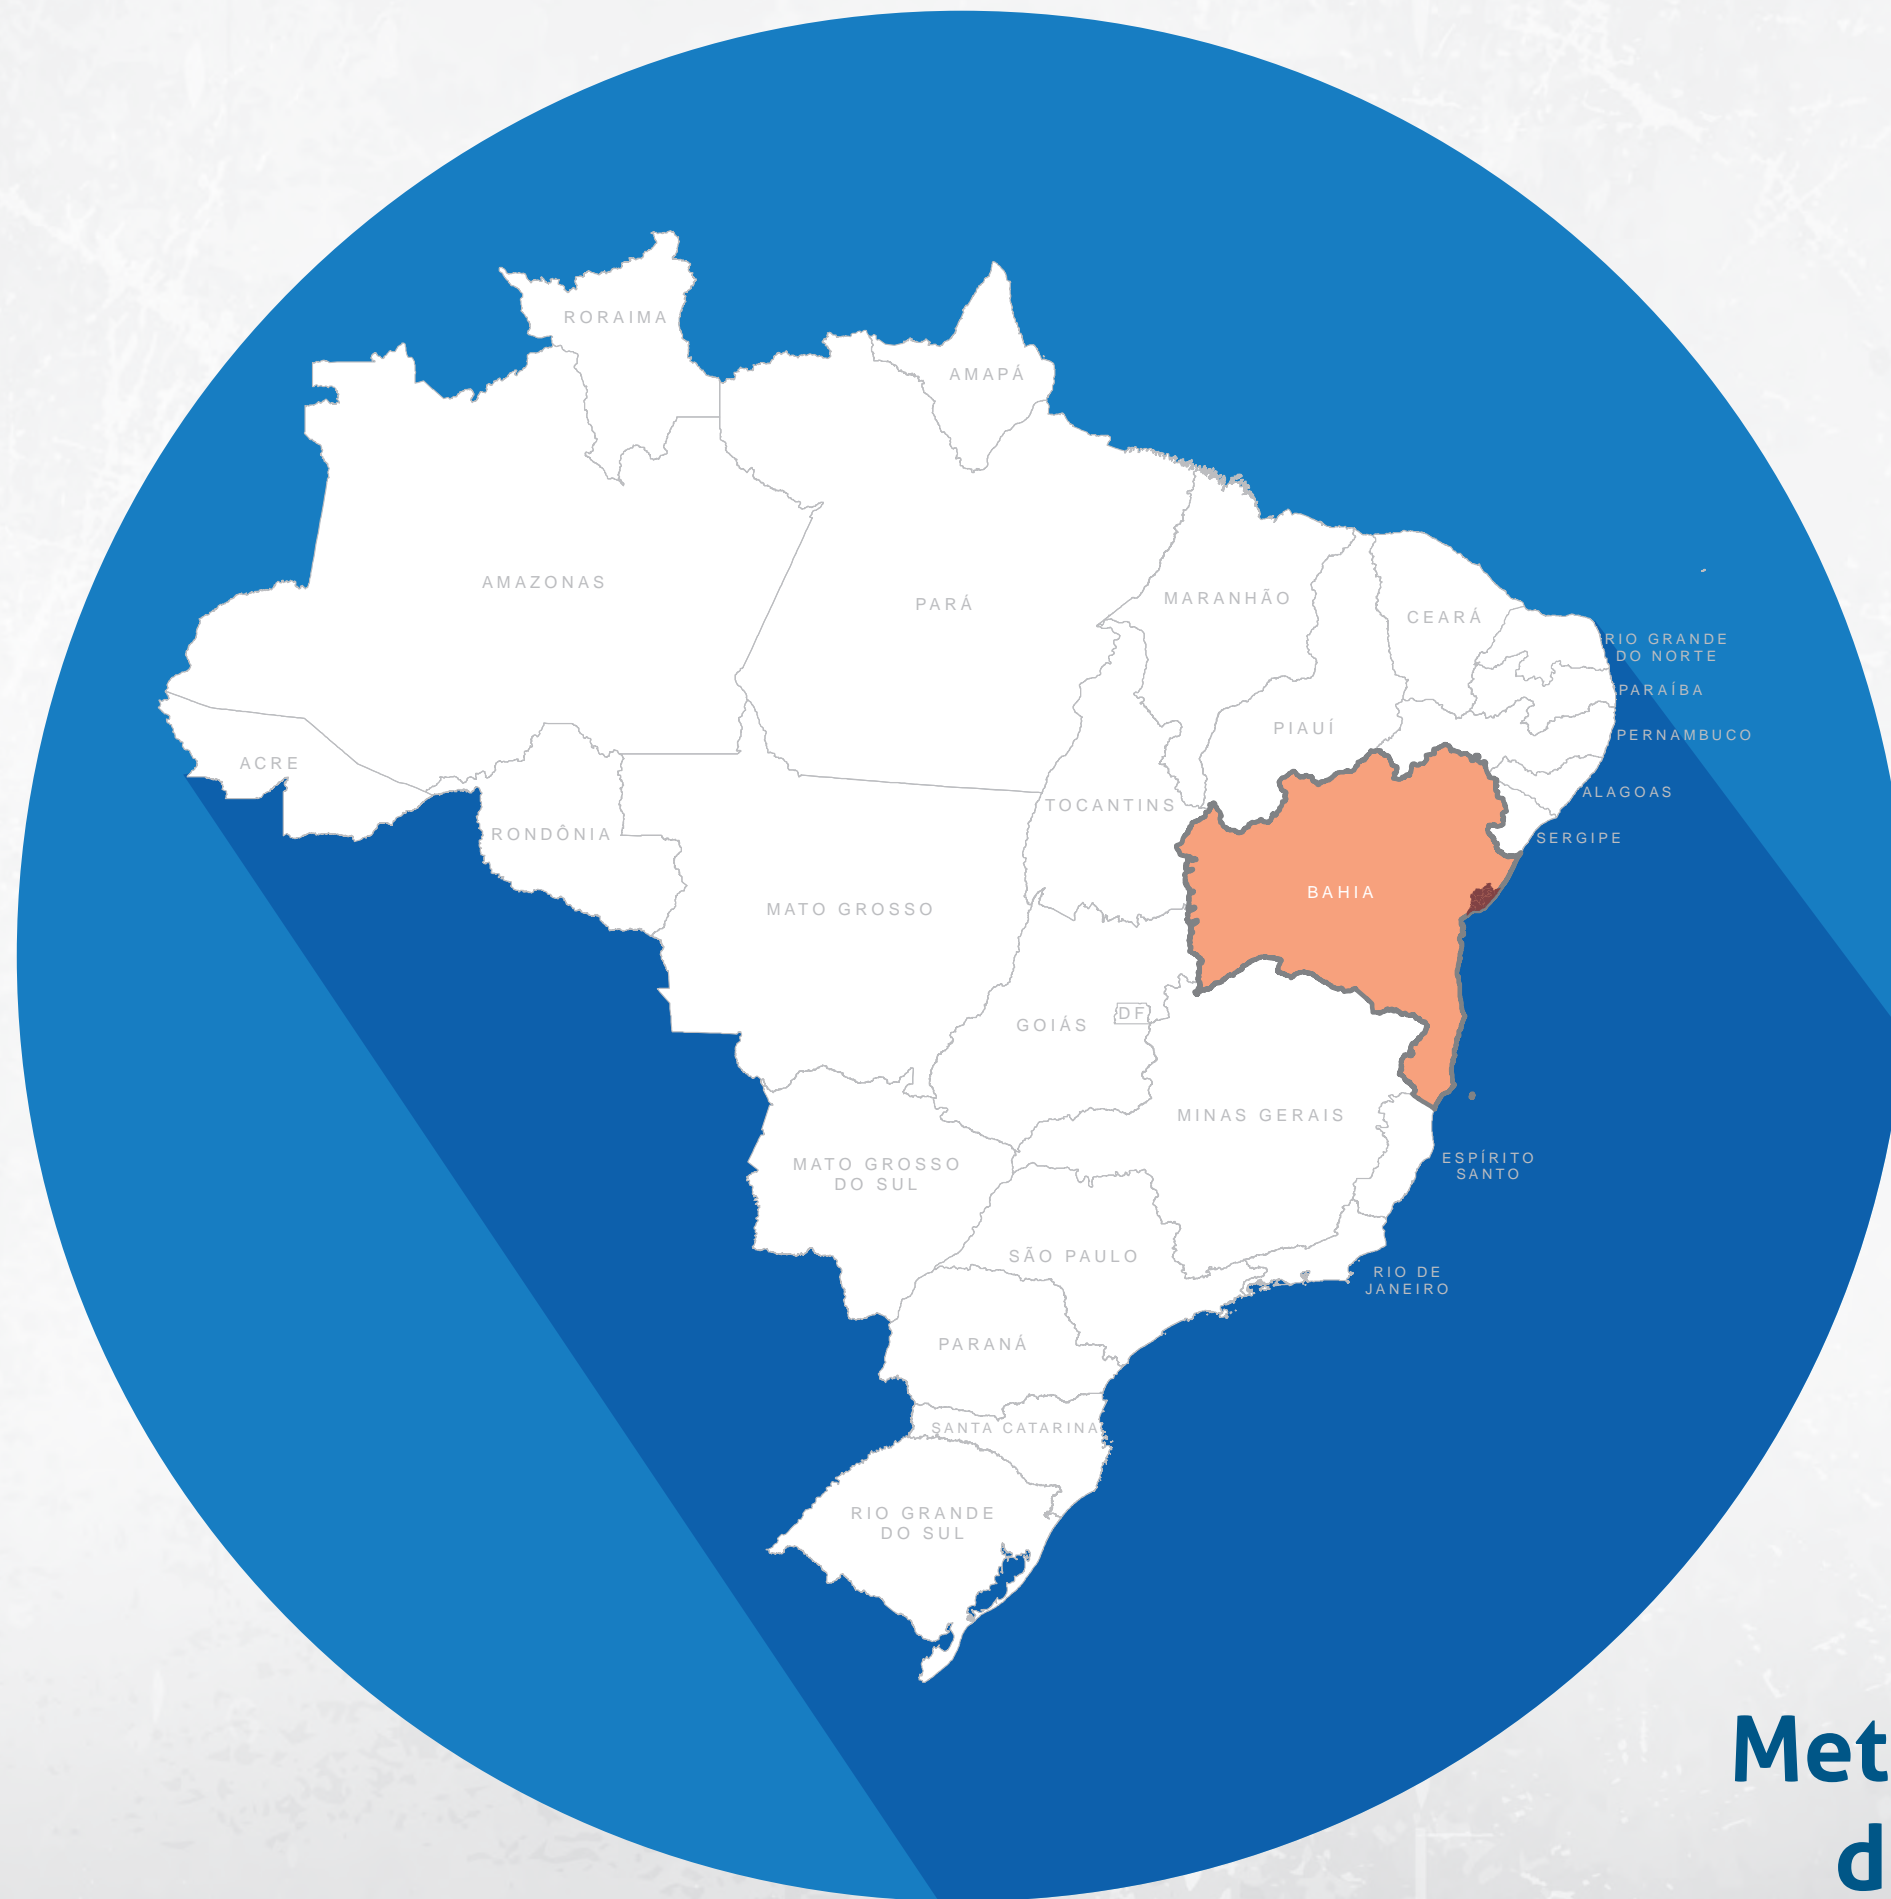 RORAIMA
AMAPÁ
AMAZONAS
PARÁ
MARANHÃO
CEARÁ
RIO GRANDE
DO NORTE
PARAÍBA
PIAUÍ
PERNAMBUCO
ACRE
ALAGOAS
TOCANTINS
RONDÔNIA
SERGIPE
BAHIA
MATO GROSSO
DF
GOIÁS
MINAS GERAIS
ESPÍRITO
SANTO
MATO GROSSO
DO SUL
SÃO PAULO
RIO DE
JANEIRO
PARANÁ
SANTA CATARINA
RIO GRANDE
DO SUL
Met
d